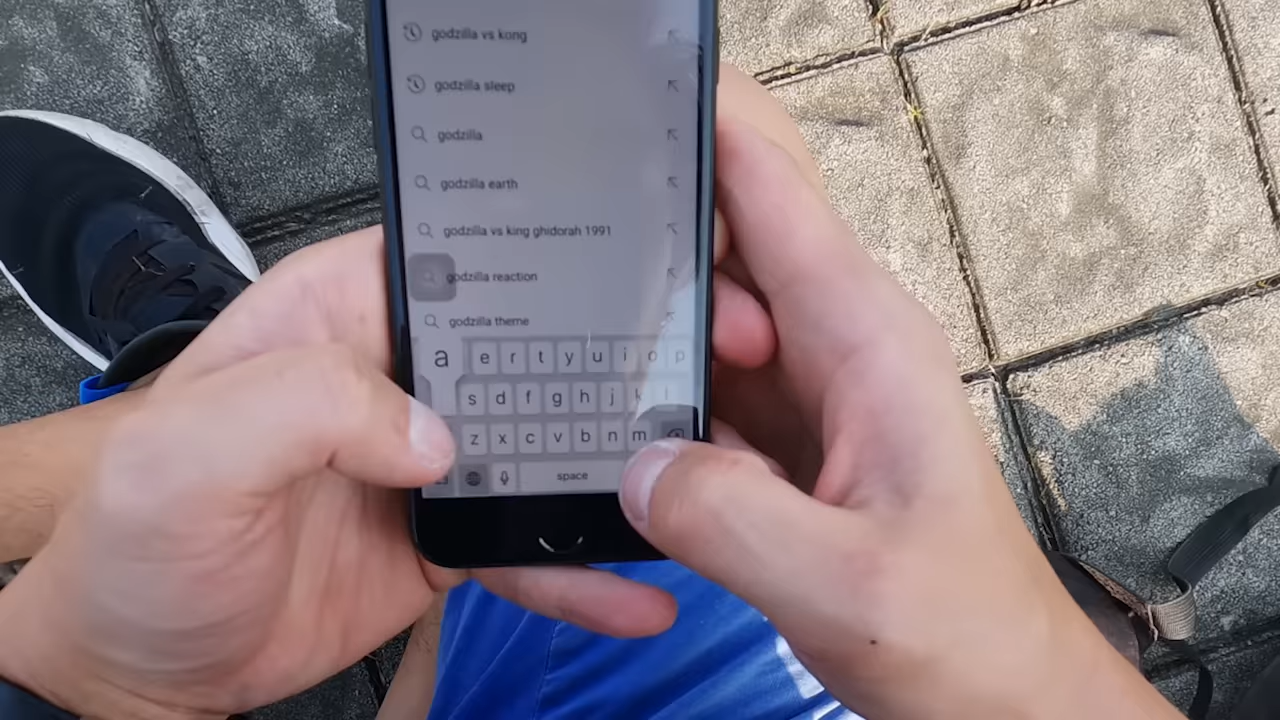 godzilla vs kong
godzilla sleep
godzilla
godzilla earth
godzilla vs king ghidorah 1991
godzilla reaction
godzilla theme
a e r t y u i o p
s d f g h j k l
z x c v b n m
space